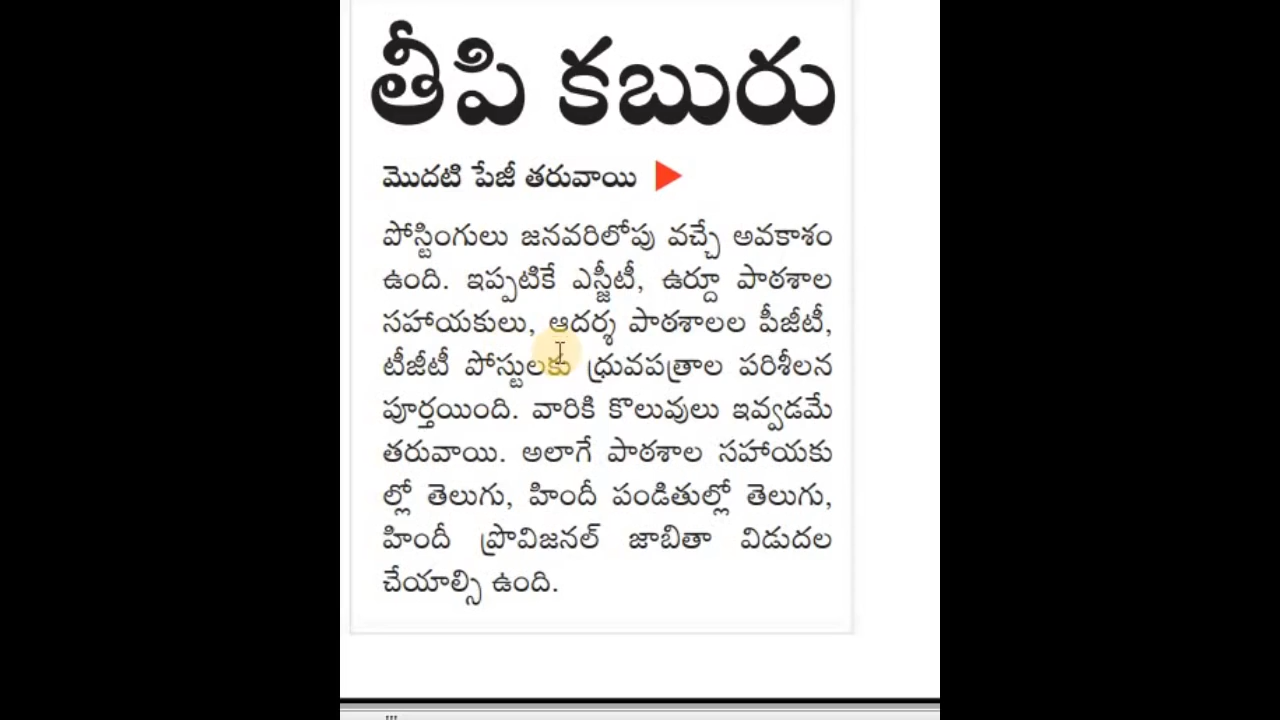 తీపి కబురు
మొదటి పేజీ తరువాయి
పోస్టింగులు జనవరిలోపు వచ్చే అవకాశం
ఉంది. ఇప్పటికే ఎస్జీటీ, ఉర్దూ పాఠశాల
సహాయకులు, ఆదర్శ పాఠశాలల పీజీటీ,
టీజీటీ పోస్టులకు ధ్రువపత్రాల పరిశీలన
పూర్తయింది. వారికి కొలువులు ఇవ్వడమే
తరువాయి. అలాగే పాఠశాల సహాయకు
ల్లో తెలుగు, హిందీ పండితుల్లో తెలుగు,
హిందీ ప్రొవిజనల్ జాబితా విడుదల
చేయాల్సి ఉంది.